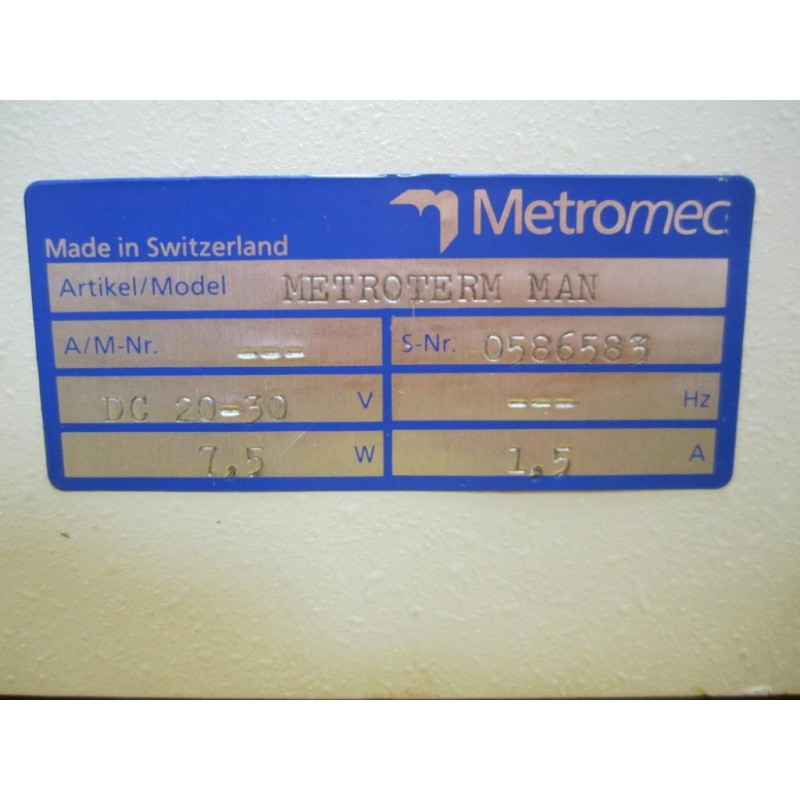 Metromec
Made in Switzerland
Artikel/Model METROTERM MAN
A/M-Nr. --- S-Nr. 0586583
DC 20-30 V --- Hz
7,5 W 1,5 A